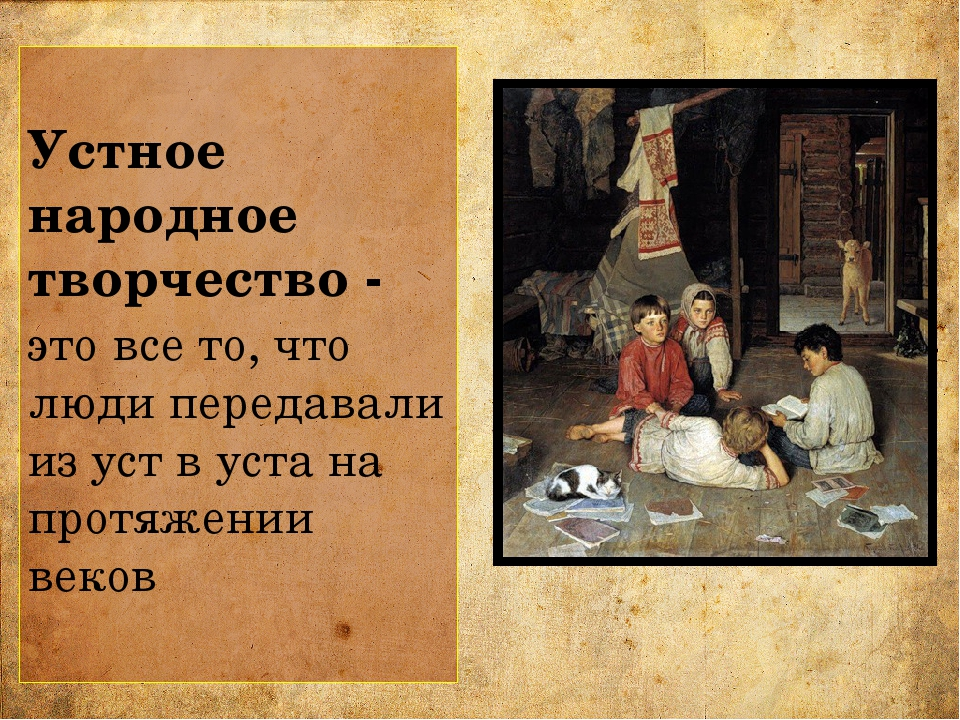 Устное
народное
творчество -
это все то, что
люди передавали
из уст в уста на
протяжении
веков